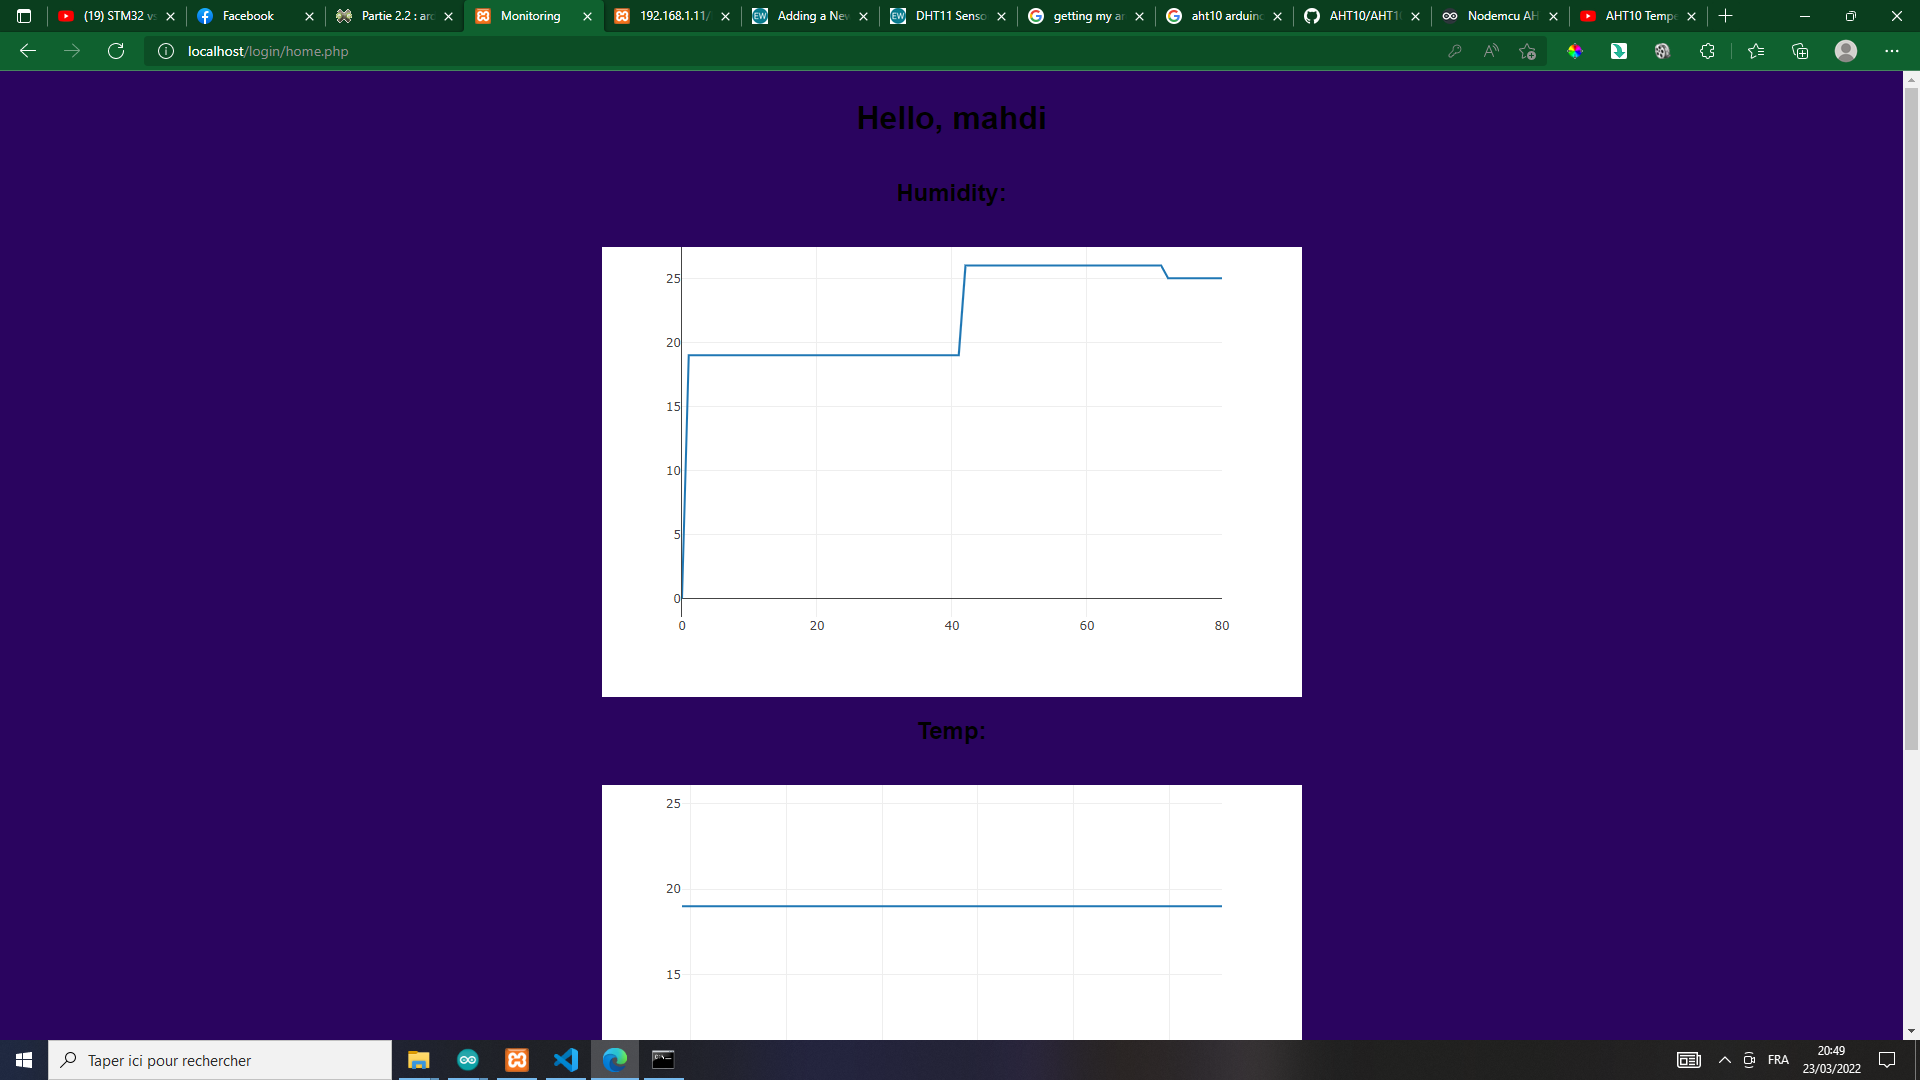 (19) STM32 vs
Facebook
Partie 2.2 : arc
Monitoring
192.168.1.11/
Adding a New
DHT11 Senso
getting my ar
aht10 arduino
AHT10/AHT10
Nodemcu AH
AHT10 Tempe
localhost/login/home.php
Hello, mahdi
Humidity:
25
20
15
10
5
0
0 20 40 60 80
Temp:
25
20
15
Taper ici pour rechercher
FRA
20:49
23/03/2022